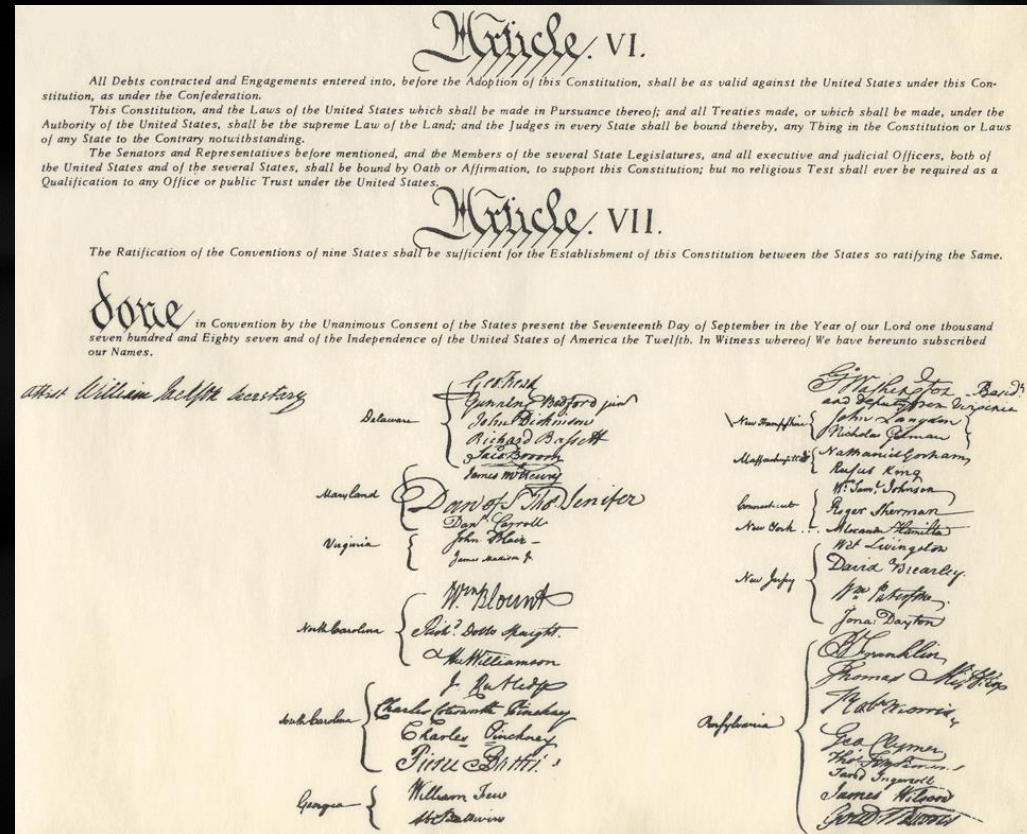 Article. VI.
All Debts contracted and Engagements entered into, before the Adoption of this Constitution, shall be as valid against the United States under this Con-
stitution, as under the Confederation.
This Constitution, and the Laws of the United States which shall be made in Pursuance thereof; and all Treaties made, or which shall be made, under the
Authority of the United States, shall be the supreme Law of the Land; and the Judges in every State shall be bound thereby, any Thing in the Constitution or Laws
of any State to the Contrary notwithstanding.
The Senators and Representatives before mentioned, and the Members of the several State Legislatures, and all executive and judicial Officers, both of
the United States and of the several States, shall be bound by Oath or Affirmation, to support this Constitution; but no religious Test shall ever be required as a
Qualification to any Office or public Trust under the United States.
Article. VII.
The Ratification of the Conventions of nine States shall be sufficient for the Establishment of this Constitution between the States so ratifying the Same.
done in Convention by the Unanimous Consent of the States present the Seventeenth Day of September in the Year of our Lord one thousand
seven hundred and Eighty seven and of the Independence of the United States of America the Twelfth. In Witness whereof We have hereunto subscribed
our Names.
attest William Jackson Secretary
Delaware
Geo: Read
Gunning Bedford jun
John Dickinson
Richard Bassett
Jaco: Broom
Maryland
James McHenry
Dan of St Thos. Jenifer
Danl. Carroll
Virginia
John Blair
James Madison Jr
North Carolina
Wm Blount
Richd. Dobbs Spaight.
Hu Williamson
South Carolina
J. Rutledge
Charles Cotesworth Pinckney
Charles Pinckney
Pierce Butler
Georgia
William Few
Abr Baldwin
Go. Washington Presidt.
and deputy from Virginia
New Hampshire
John Langdon
Nicholas Gilman
Massachusetts
Nathaniel Gorham
Rufus King
Connecticut
Wm. Saml. Johnson
Roger Sherman
New York
Alexander Hamilton
New Jersey
Wil: Livingston
David Brearley.
Wm Paterson.
Jona: Dayton
Pensylvania
B Franklin
Thomas Mifflin
Robt Morris
Geo. Clymer
Thos. FitzSimons
Jared Ingersoll
James Wilson
Gouv Morris